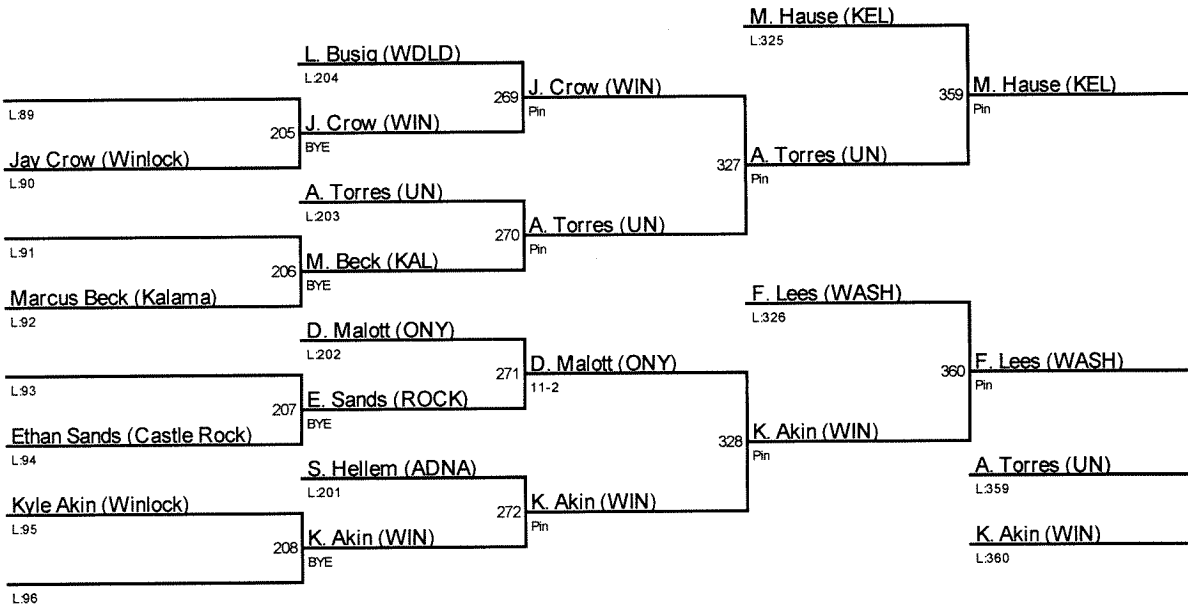 M. Hause (KEL)
L:325
L. Busig (WDLD)
L:204
269
J. Crow (WIN)
Pin
359
M. Hause (KEL)
Pin
L:89
205
J. Crow (WIN)
BYE
Jay Crow (Winlock)
L:90
327
A. Torres (UN)
Pin
A. Torres (UN)
L:203
270
A. Torres (UN)
Pin
L:91
206
M. Beck (KAL)
BYE
Marcus Beck (Kalama)
L:92
F. Lees (WASH)
L:326
D. Malott (ONY)
L:202
271
D. Malott (ONY)
11-2
360
F. Lees (WASH)
Pin
L:93
207
E. Sands (ROCK)
BYE
Ethan Sands (Castle Rock)
L:94
328
K. Akin (WIN)
Pin
S. Hellem (ADNA)
L:201
A. Torres (UN)
L:359
Kyle Akin (Winlock)
L:95
272
K. Akin (WIN)
Pin
208
K. Akin (WIN)
BYE
K. Akin (WIN)
L:360
L:96